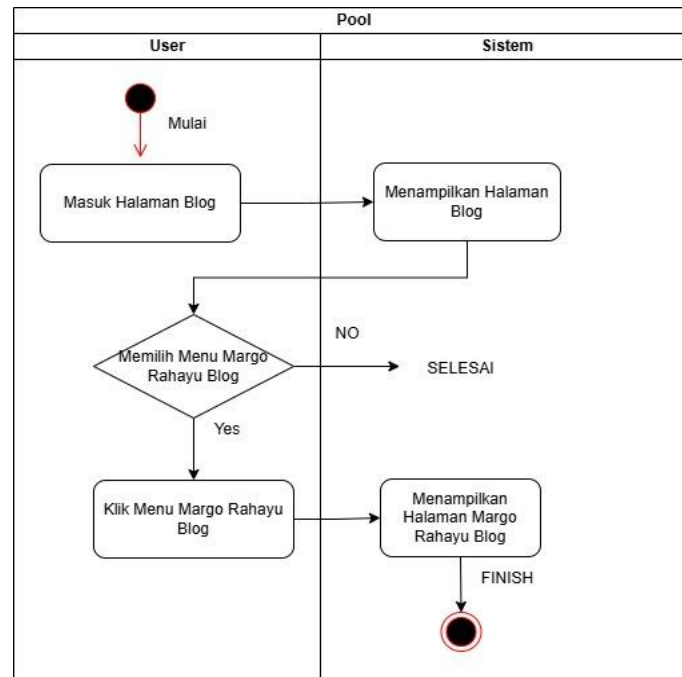 Pool
User
Sistem
Mulai
Masuk Halaman Blog
Menampilkan Halaman
Blog
Memilih Menu Margo
Rahayu Blog
NO
SELESAI
Yes
Klik Menu Margo Rahayu
Blog
Menampilkan
Halaman Margo
Rahayu Blog
FINISH